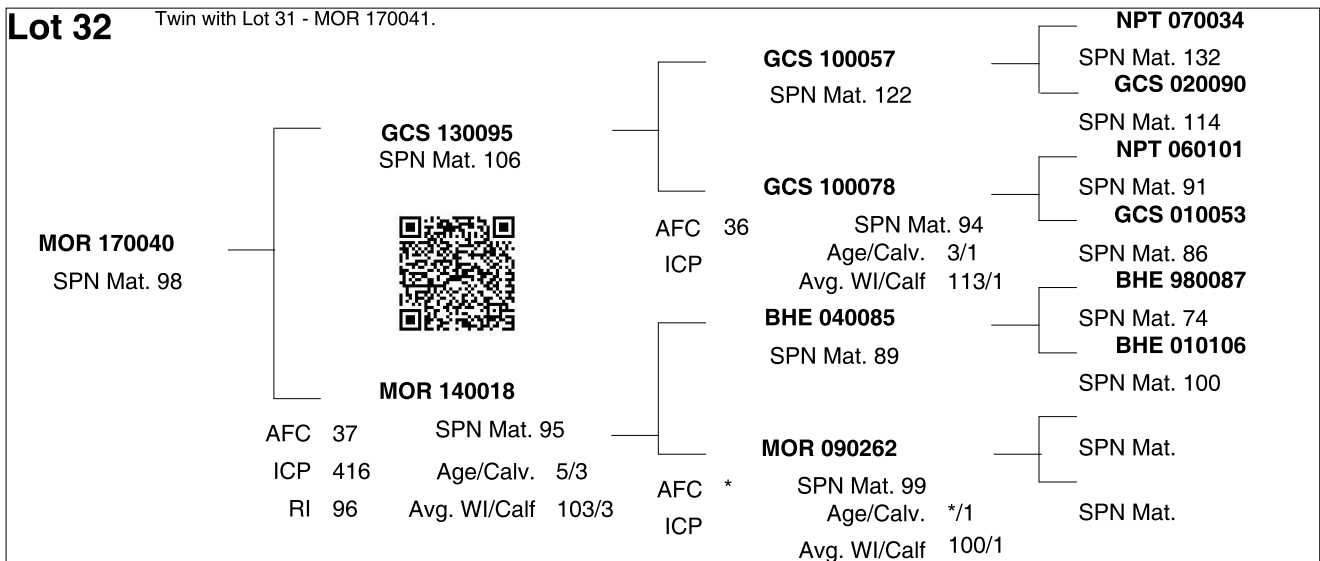 Lot 32 Twin with Lot 31 - MOR 170041.
MOR 170040
SPN Mat. 98
GCS 130095
SPN Mat. 106
MOR 140018
AFC 37 SPN Mat. 95
ICP 416 Age/Calv. 5/3
RI 96 Avg. WI/Calf 103/3
GCS 100057
SPN Mat. 122
GCS 100078
AFC 36 SPN Mat. 94
ICP Age/Calv. 3/1
Avg. WI/Calf 113/1
BHE 040085
SPN Mat. 89
MOR 090262
AFC * SPN Mat. 99
ICP Age/Calv. */1
Avg. WI/Calf 100/1
NPT 070034
SPN Mat. 132
GCS 020090
SPN Mat. 114
NPT 060101
SPN Mat. 91
GCS 010053
SPN Mat. 86
BHE 980087
SPN Mat. 74
BHE 010106
SPN Mat. 100
SPN Mat.
SPN Mat.